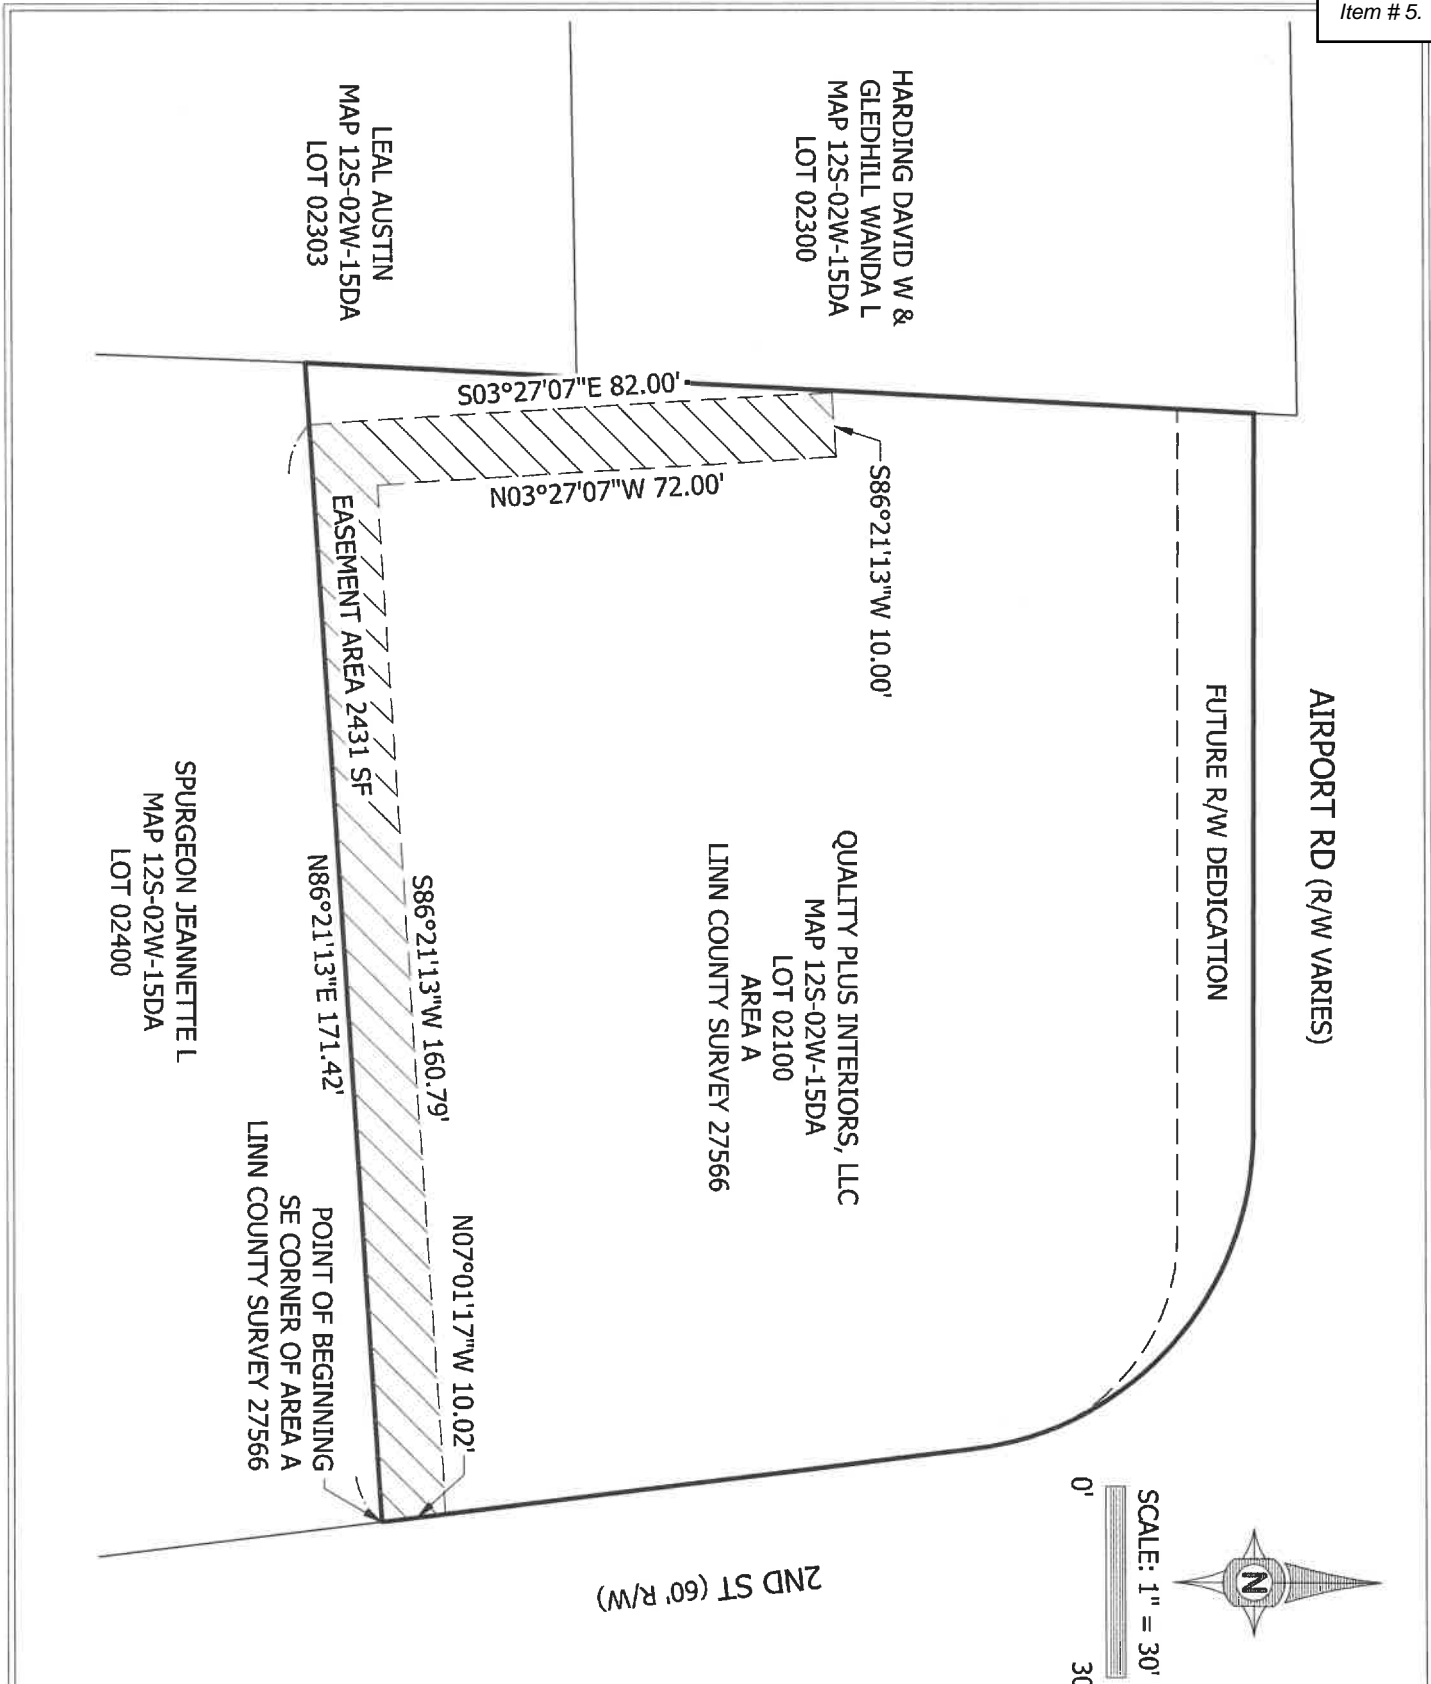 Item # 5.
AIRPORT RD (R/W VARIES)
FUTURE R/W DEDICATION
SCALE: 1" = 30'
0'
30
N
HARDING DAVID W &
GLEDHILL WANDA L
MAP 12S-02W-15DA
LOT 02300
LEAL AUSTIN
MAP 12S-02W-15DA
LOT 02303
S86°21'13"W 10.00'
S03°27'07"E 82.00'
N03°27'07"W 72.00'
QUALITY PLUS INTERIORS, LLC
MAP 12S-02W-15DA
LOT 02100
AREA A
LINN COUNTY SURVEY 27566
EASEMENT AREA 2431 SF
S86°21'13"W 160.79'
N86°21'13"E 171.42'
N07°01'17"W 10.02'
POINT OF BEGINNING
SE CORNER OF AREA A
LINN COUNTY SURVEY 27566
SPURGEON JEANNETTE L
MAP 12S-02W-15DA
LOT 02400
2ND ST (60' R/W)